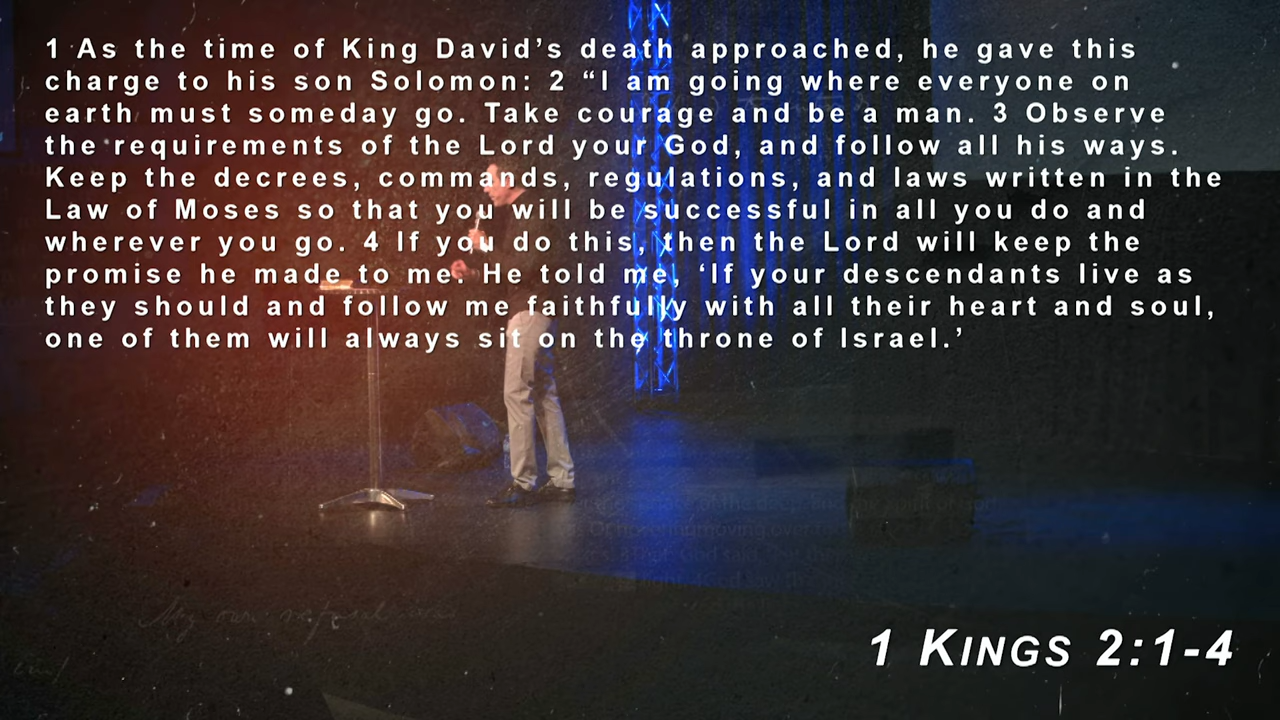 1 As the time of King David’s death approached, he gave this
charge to his son Solomon: 2 “I am going where everyone on
earth must someday go. Take courage and be a man. 3 Observe
the requirements of the Lord your God, and follow all his ways.
Keep the decrees, commands, regulations, and laws written in the
Law of Moses so that you will be successful in all you do and
wherever you go. 4 If you do this, then the Lord will keep the
promise he made to me. He told me, ‘If your descendants live as
they should and follow me faithfully with all their heart and soul,
one of them will always sit on the throne of Israel.’
1 KINGS 2:1-4